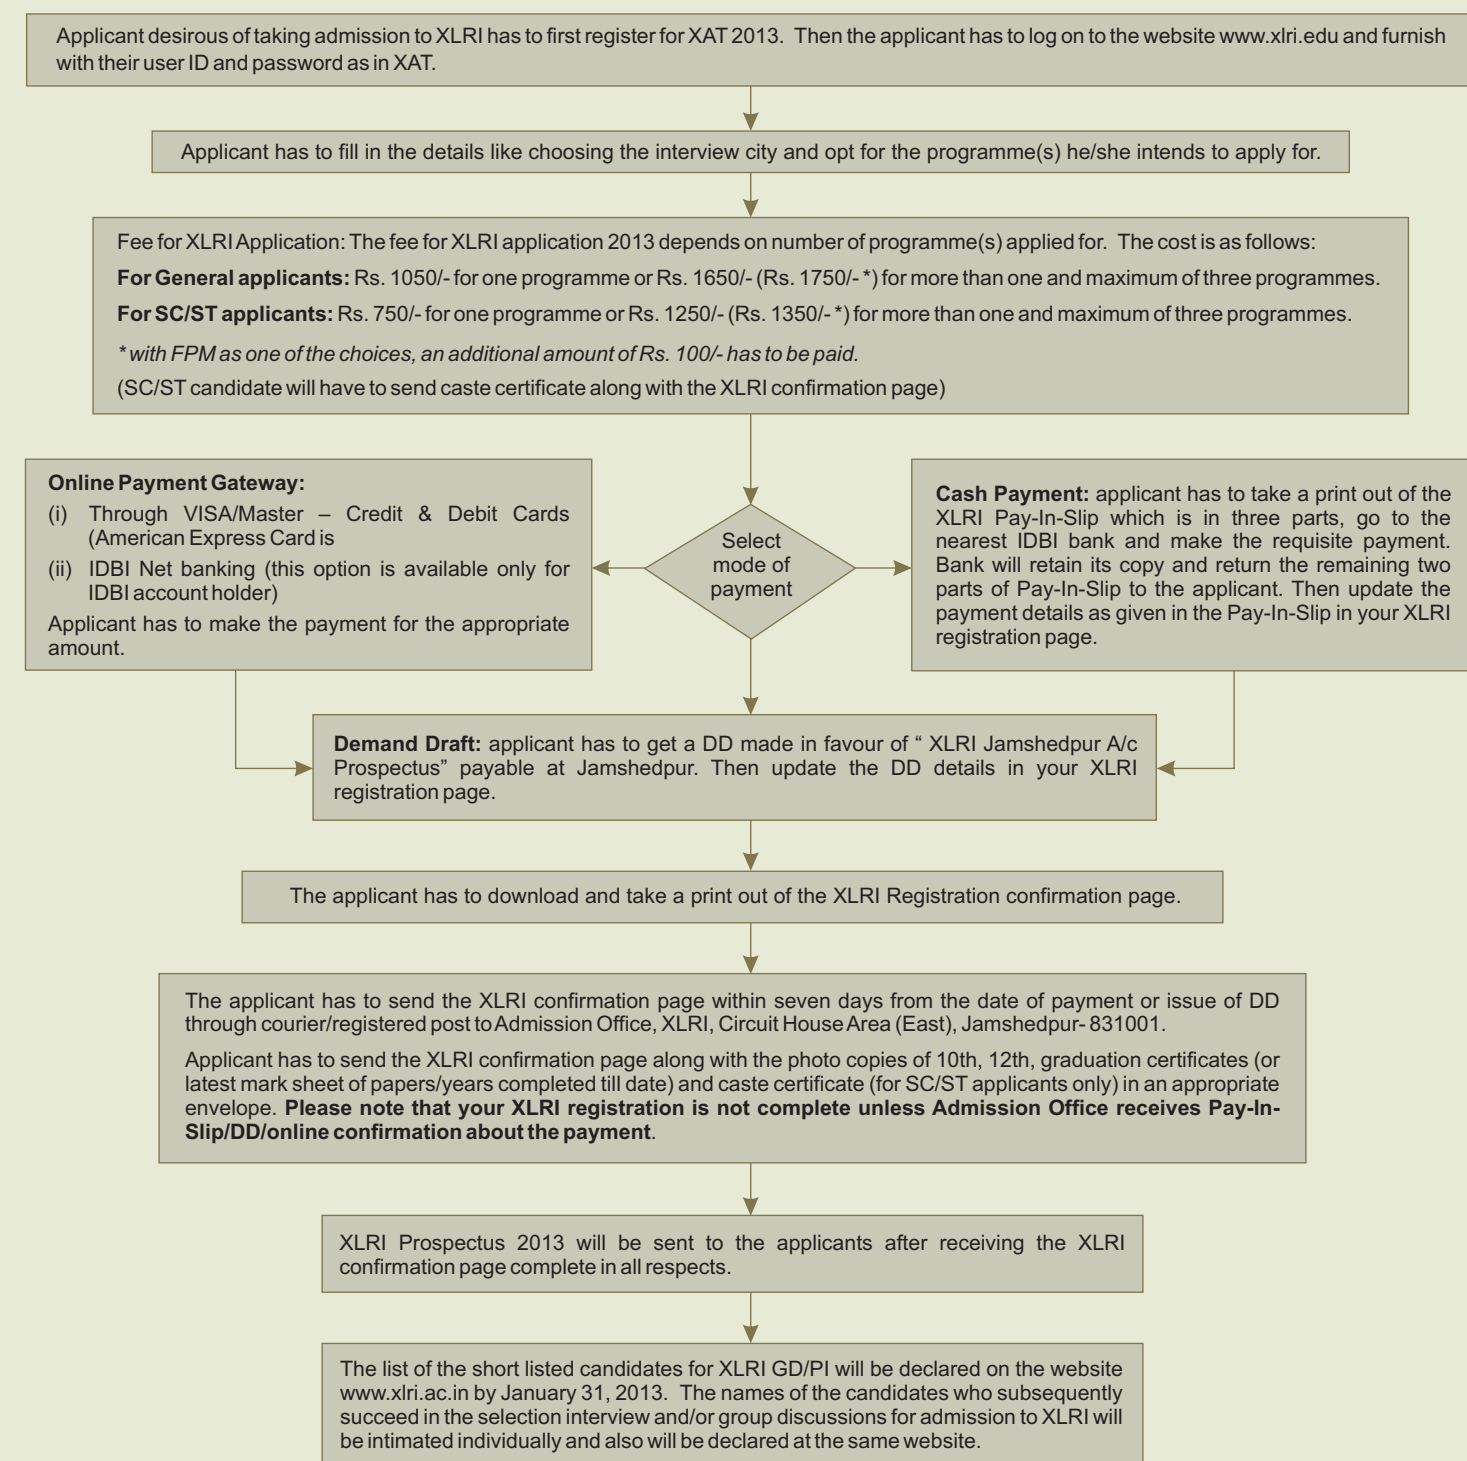 Applicant desirous of taking admission to XLRI has to first register for XAT 2013. Then the applicant has to log on to the website www.xlri.edu and furnish
with their user ID and password as in XAT.
Applicant has to fill in the details like choosing the interview city and opt for the programme(s) he/she intends to apply for.
Fee for XLRI Application: The fee for XLRI application 2013 depends on number of programme(s) applied for. The cost is as follows:
For General applicants: Rs. 1050/- for one programme or Rs. 1650/- (Rs. 1750/- *) for more than one and maximum of three programmes.
For SC/ST applicants: Rs. 750/- for one programme or Rs. 1250/- (Rs. 1350/- *) for more than one and maximum of three programmes.
* with FPM as one of the choices, an additional amount of Rs. 100/- has to be paid.
(SC/ST candidate will have to send caste certificate along with the XLRI confirmation page)
Online Payment Gateway:
(i) Through VISA/Master – Credit & Debit Cards
(American Express Card is
(ii) IDBI Net banking (this option is available only for
IDBI account holder)
Applicant has to make the payment for the appropriate
amount.
Select
mode of
payment
Cash Payment: applicant has to take a print out of the
XLRI Pay-In-Slip which is in three parts, go to the
nearest IDBI bank and make the requisite payment.
Bank will retain its copy and return the remaining two
parts of Pay-In-Slip to the applicant. Then update the
payment details as given in the Pay-In-Slip in your XLRI
registration page.
Demand Draft: applicant has to get a DD made in favour of “ XLRI Jamshedpur A/c
Prospectus” payable at Jamshedpur. Then update the DD details in your XLRI
registration page.
The applicant has to download and take a print out of the XLRI Registration confirmation page.
The applicant has to send the XLRI confirmation page within seven days from the date of payment or issue of DD
through courier/registered post to Admission Office, XLRI, Circuit House Area (East), Jamshedpur- 831001.
Applicant has to send the XLRI confirmation page along with the photo copies of 10th, 12th, graduation certificates (or
latest mark sheet of papers/years completed till date) and caste certificate (for SC/ST applicants only) in an appropriate
envelope. Please note that your XLRI registration is not complete unless Admission Office receives Pay-In-
Slip/DD/online confirmation about the payment.
XLRI Prospectus 2013 will be sent to the applicants after receiving the XLRI
confirmation page complete in all respects.
The list of the short listed candidates for XLRI GD/PI will be declared on the website
www.xlri.ac.in by January 31, 2013. The names of the candidates who subsequently
succeed in the selection interview and/or group discussions for admission to XLRI will
be intimated individually and also will be declared at the same website.